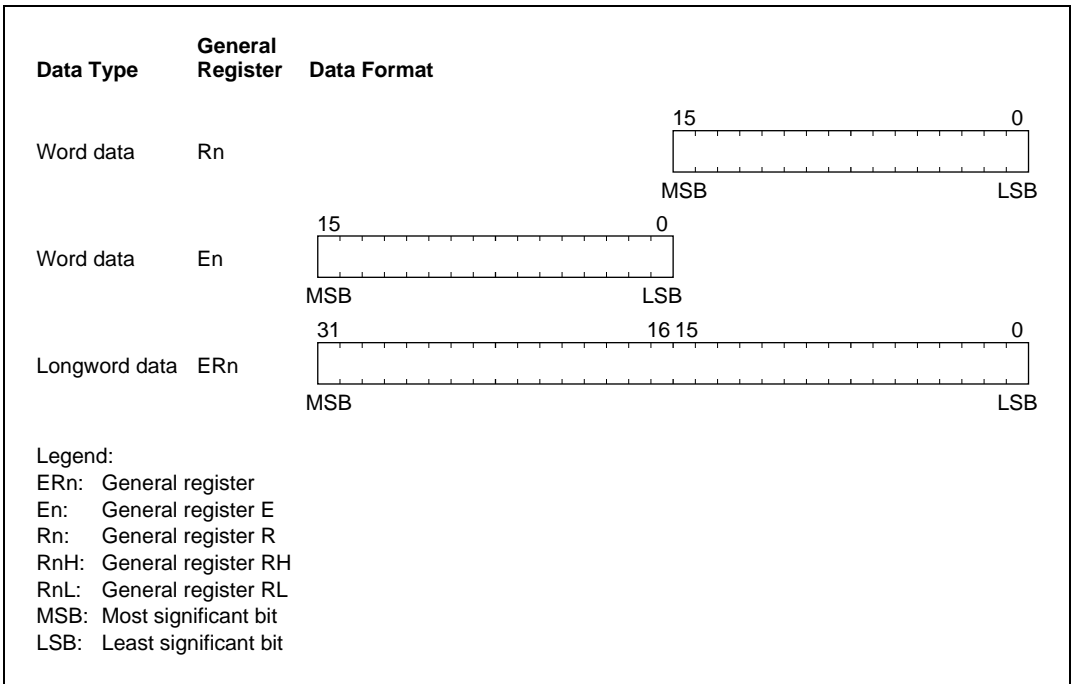 General
Data Type Register Data Format
15 0
Word data Rn
MSB LSB
15 0
Word data En
MSB LSB
31 16 15 0
Longword data ERn
MSB LSB
Legend:
ERn: General register
En: General register E
Rn: General register R
RnH: General register RH
RnL: General register RL
MSB: Most significant bit
LSB: Least significant bit